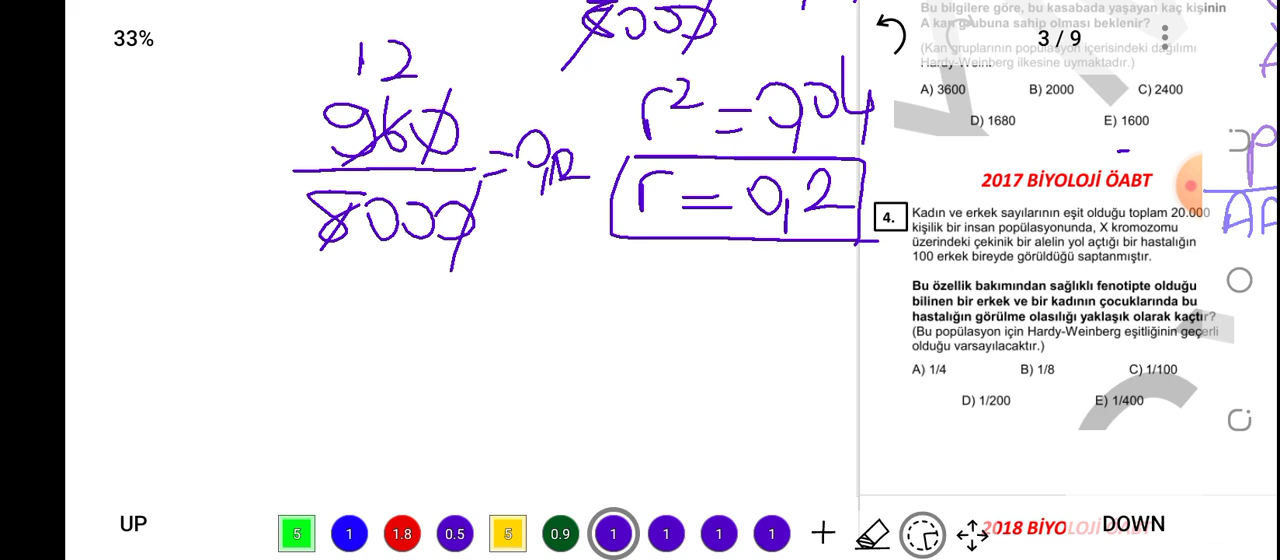 33%
12
960
8000
=0,12
8000
r² = 0,04
r = 0,2
Bu bilgilere göre, bu kasabada yaşayan kaç kişinin
A kan grubuna sahip olması beklenir?
3 / 9
(Kan gruplarının populasyon içerisindeki dağılımı
Hardy-Weinberg ilkesine uymaktadır.)
A) 3600
B) 2000
C) 2400
D) 1680
E) 1600
2017 BİYOLOJİ ÖABT
4.
Kadın ve erkek sayılarının eşit olduğu toplam 20.000
kişilik bir insan popülasyonunda, X kromozomu
üzerindeki çekinik bir alelin yol açtığı bir hastalığın
100 erkek bireyde görüldüğü saptanmıştır.
Bu özellik bakımından sağlıklı fenotipte olduğu
bilinen bir erkek ve bir kadının çocuklarında bu
hastalığın görülme olasılığı yaklaşık olarak kaçtır?
(Bu popülasyon için Hardy-Weinberg eşitliğinin geçerli
olduğu varsayılacaktır.)
A) 1/4
B) 1/8
C) 1/100
D) 1/200
E) 1/400
UP
5
1
1.8
0.5
5
0.9
1
1
1
1
2018 BİYOLOJİ ÖABT
DOWN